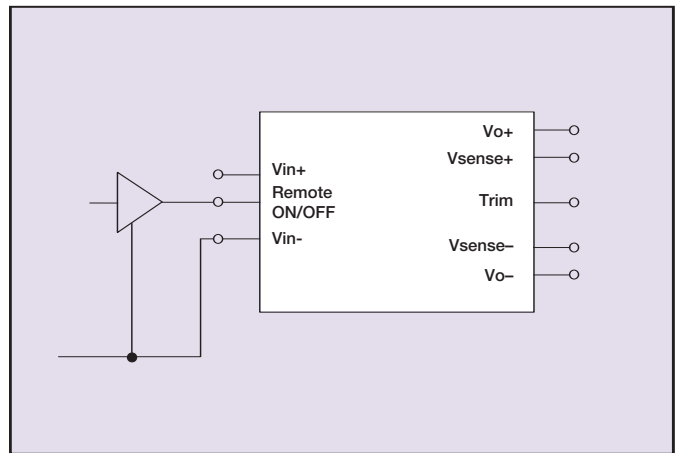 Vin+
Remote
ON/OFF
Vin-
Vo+
Vsense+
Trim
Vsense–
Vo–